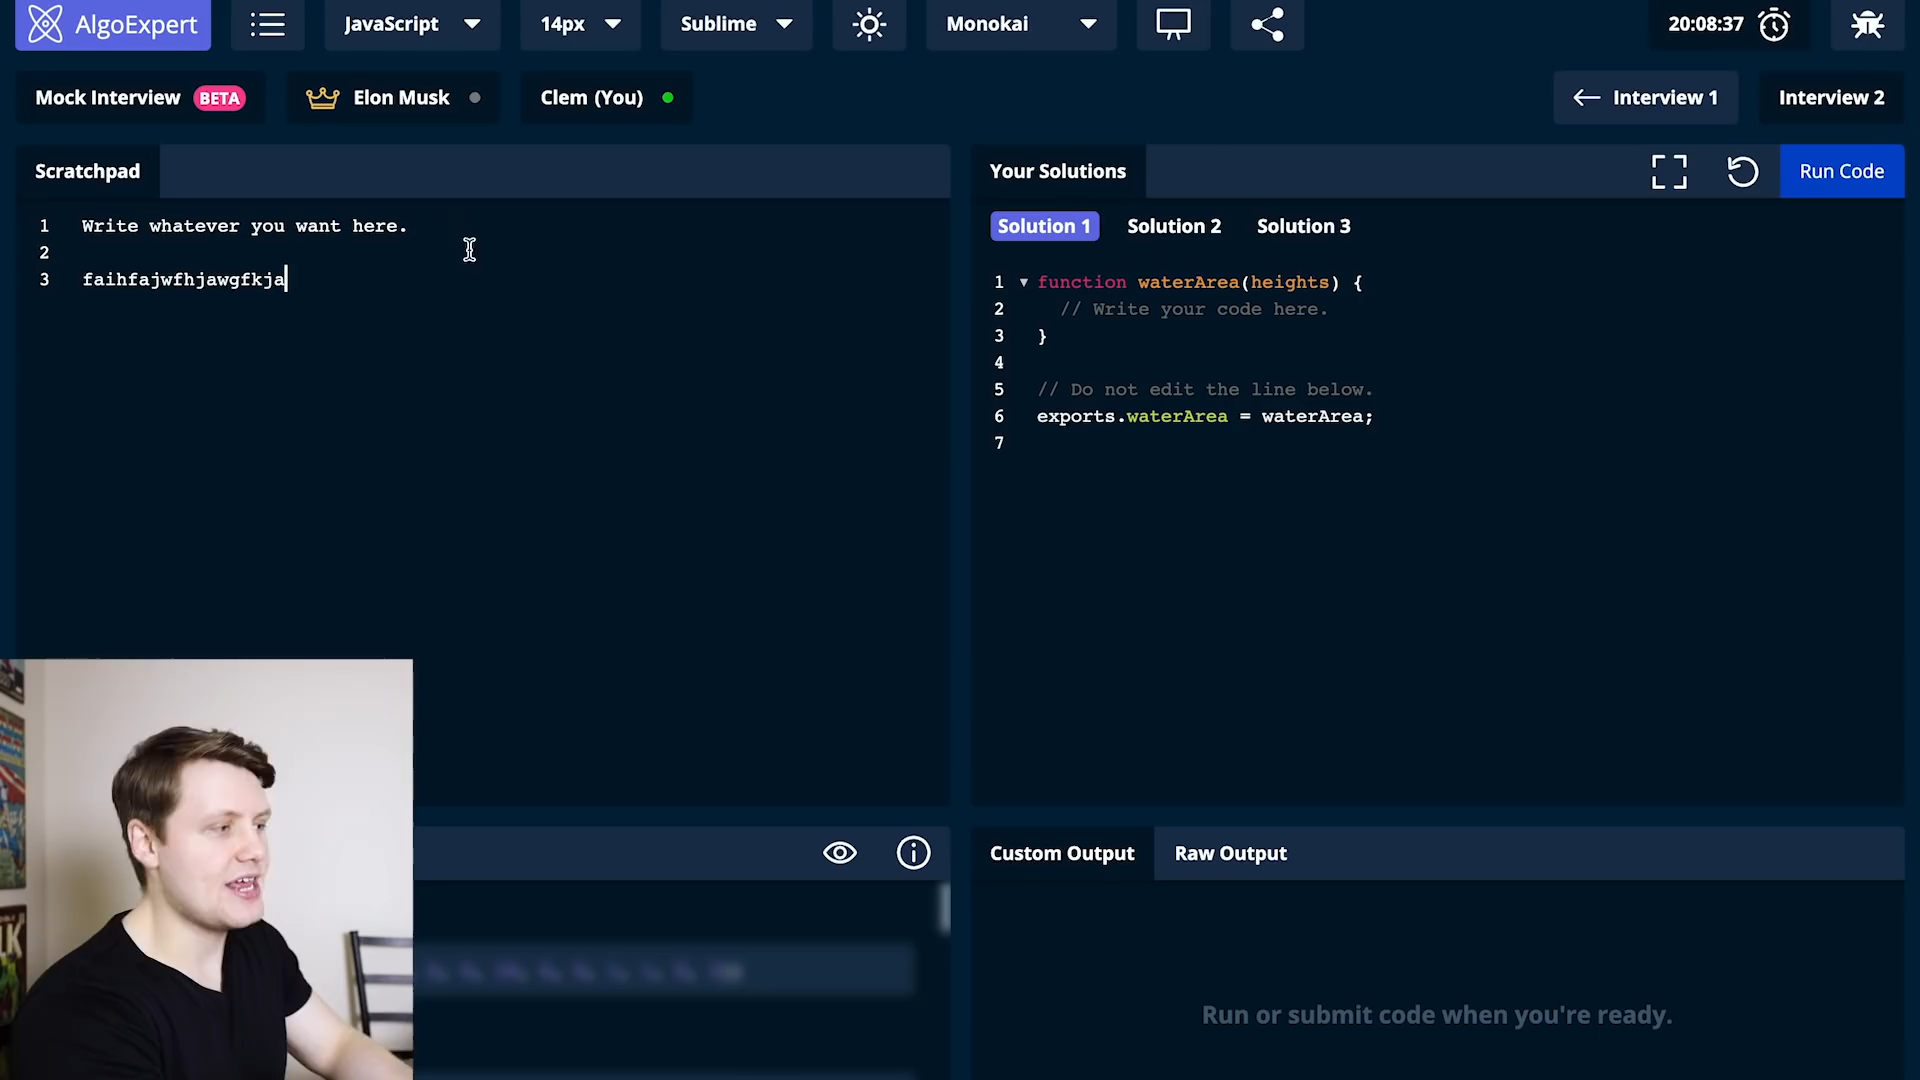 AlgoExpert
JavaScript
14px
Sublime
Monokai
20:08:37
Mock Interview BETA
Elon Musk
Clem (You)
Interview 1
Interview 2
Scratchpad
1 Write whatever you want here.
2
3 faihfajwfhjawgfkja
Your Solutions
Run Code
Solution 1 Solution 2 Solution 3
1 function waterArea(heights) {
2 // Write your code here.
3 }
4
5 // Do not edit the line below.
6 exports.waterArea = waterArea;
7
Custom Output
Raw Output
Run or submit code when you're ready.